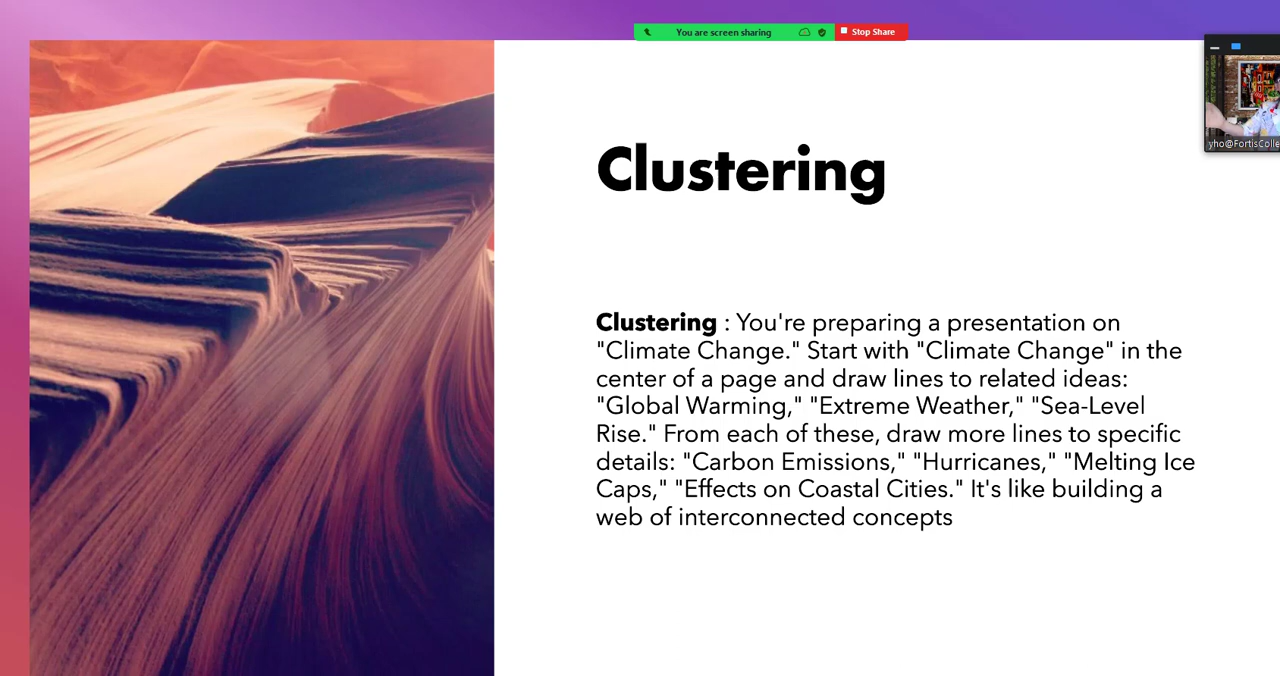 You are screen sharing
Stop Share
yho@FortisColle
Clustering
Clustering : You're preparing a presentation on
"Climate Change." Start with "Climate Change" in the
center of a page and draw lines to related ideas:
"Global Warming," "Extreme Weather," "Sea-Level
Rise." From each of these, draw more lines to specific
details: "Carbon Emissions," "Hurricanes," "Melting Ice
Caps," "Effects on Coastal Cities." It's like building a
web of interconnected concepts